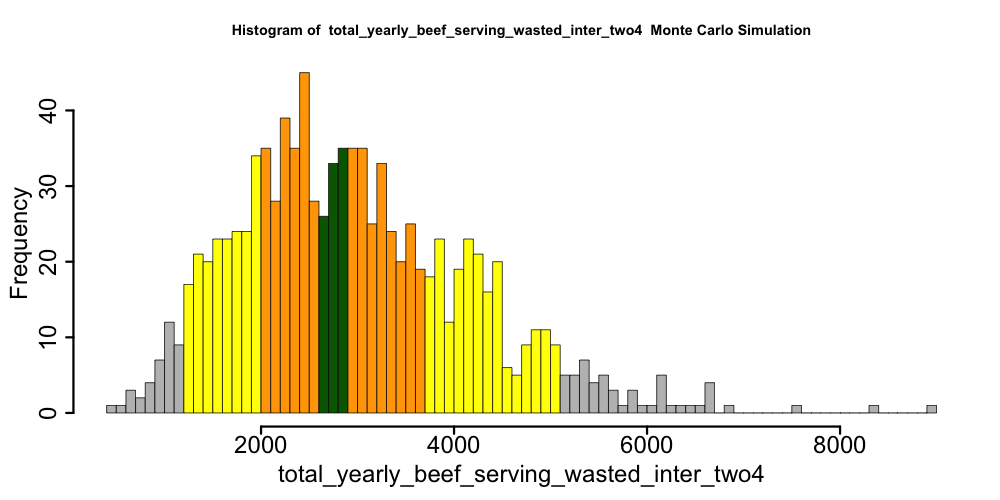 Histogram of total_yearly_beef_serving_wasted_inter_two4 Monte Carlo Simulation
Frequency
40
30
20
10
0
2000 4000 6000 8000
total_yearly_beef_serving_wasted_inter_two4